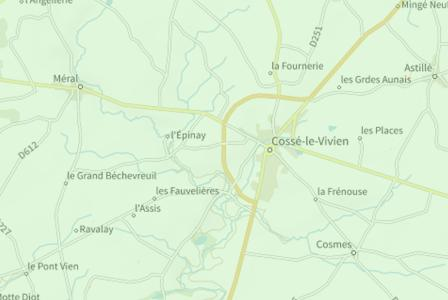 l'Angellerie
Mingé Neuf
D251
la Fournerie
Astillé
Méral
les Grdes Aunais
l'Épinay
les Places
Cossé-le-Vivien
D612
le Grand Béchevreuil
les Fauvelières
la Frénouse
l'Assis
Ravalay
Cosmes
le Pont Vien
Motte Diot